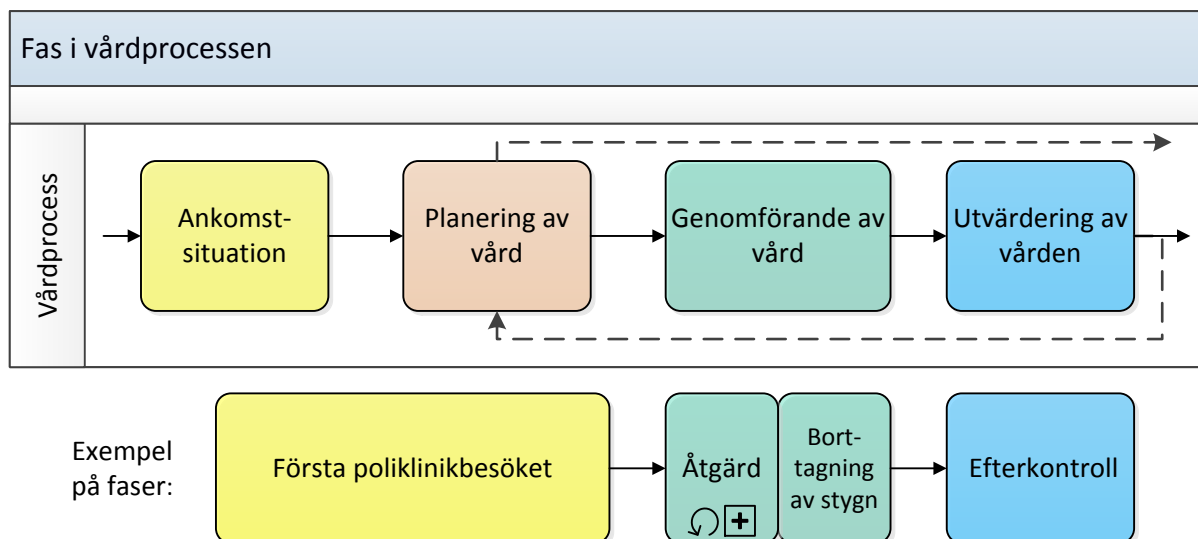 Fas i vårdprocessen
Vårdprocess
Ankomst-
situation
Planering av
vård
Genomförande av
vård
Utvärdering av
vården
Exempel
på faser:
Första poliklinikbesöket
Åtgärd
Bort-
tagning
av stygn
Efterkontroll